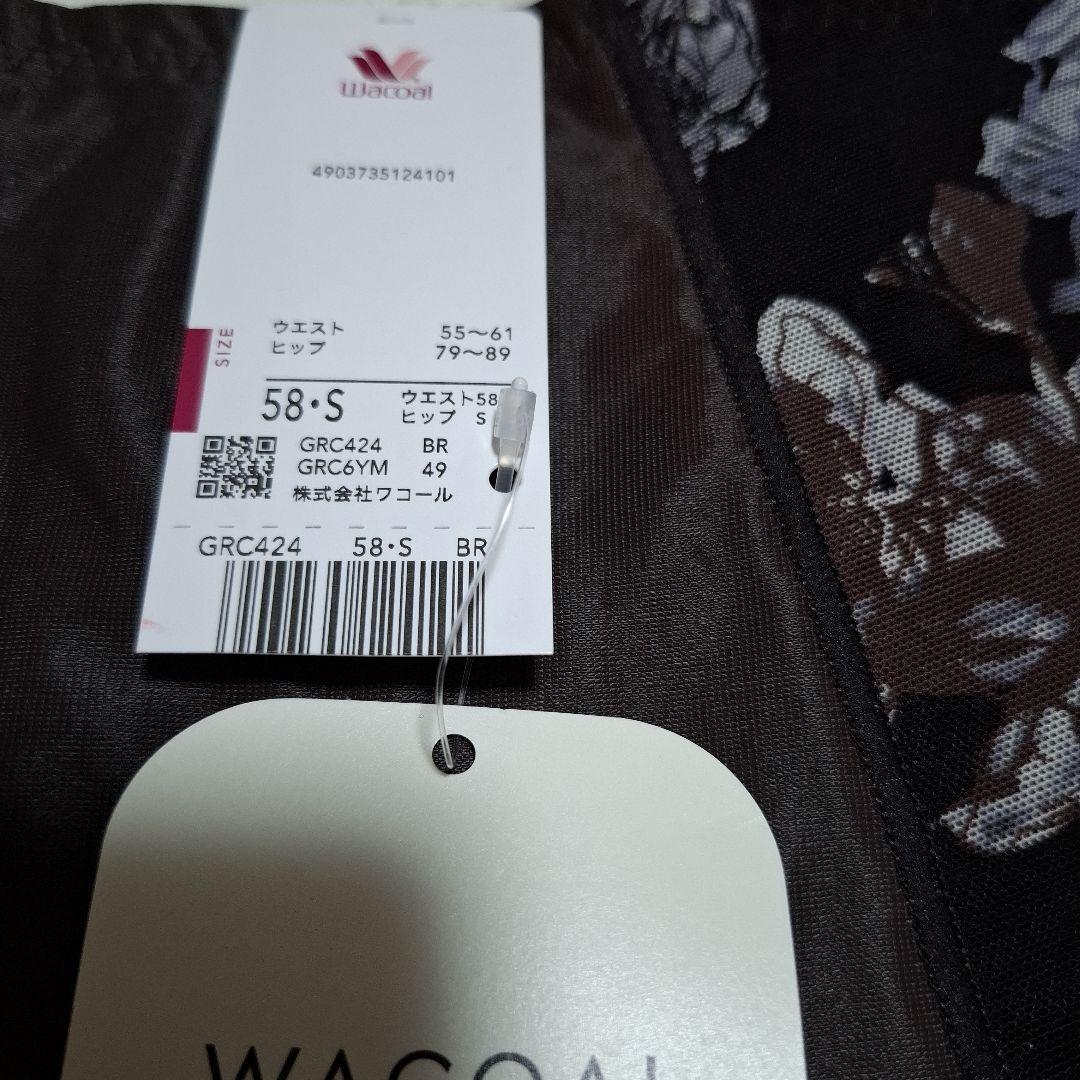 Wacoal
4903735124101
SIZE
ウエスト 55～61
ヒップ 79～89
58・S ウエスト58
ヒップ S
GRC424 BR
GRC6YM 49
株式会社ワコール
GRC424 58・S BR
WACOAL